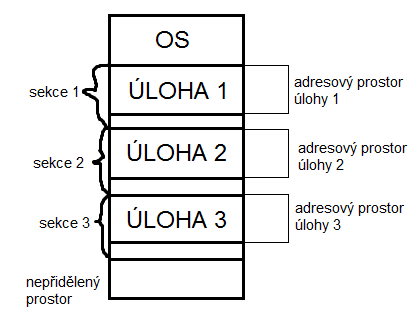 OS
sekce 1
ÚLOHA 1
adresový prostor
úlohy 1
sekce 2
ÚLOHA 2
adresový prostor
úlohy 2
sekce 3
ÚLOHA 3
adresový prostor
úlohy 3
nepřidělený
prostor